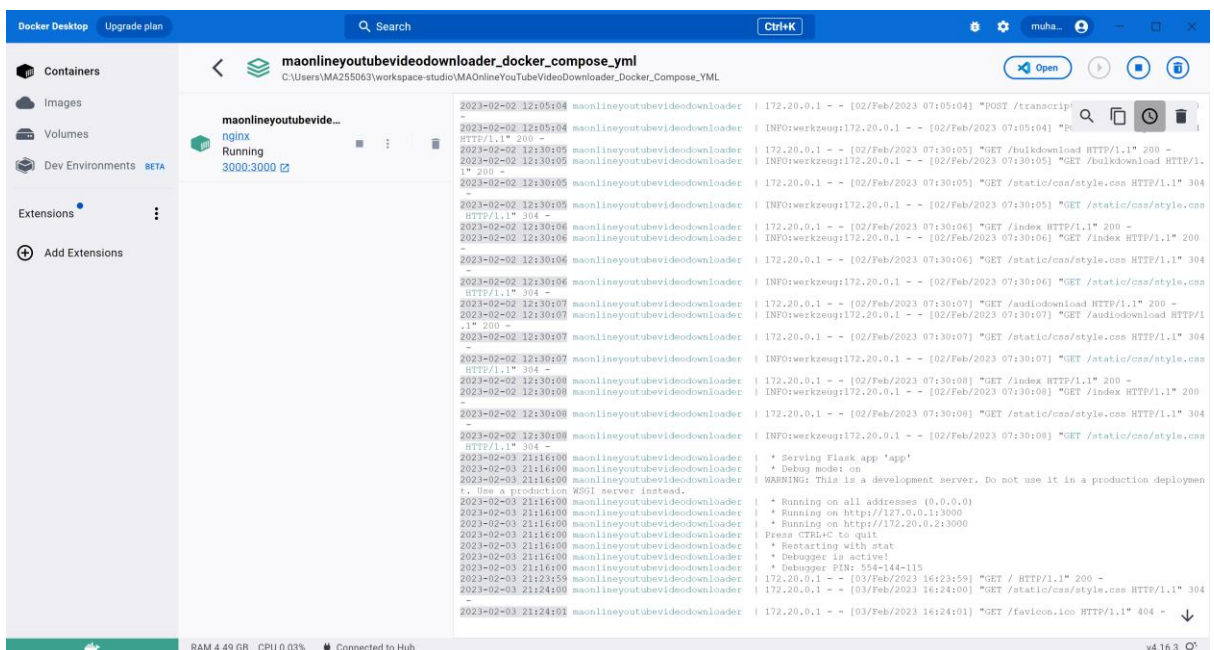 Docker Desktop Upgrade plan Search Ctrl+K muha...
Containers
Images
Volumes
Dev Environments BETA
Extensions
Add Extensions
maonlineyoutubevideodownloader_docker_compose_yml
C:\Users\MA255063\workspace-studio\MAOnlineYouTubeVideoDownloader_Docker_Compose_YML
Open
maonlineyoutubevide...
nginx
Running
3000:3000
2023-02-02 12:05:04 maonlineyoutubevideodownloader | 172.20.0.1 - - [02/Feb/2023 07:05:04] "POST /transcrip
-
2023-02-02 12:05:04 maonlineyoutubevideodownloader | INFO:werkzeug:172.20.0.1 - - [02/Feb/2023 07:05:04]
HTTP/1.1" 200 -
2023-02-02 12:30:05 maonlineyoutubevideodownloader | 172.20.0.1 - - [02/Feb/2023 07:30:05] "GET /bulkdownload HTTP/1.1" 200 -
2023-02-02 12:30:05 maonlineyoutubevideodownloader | INFO:werkzeug:172.20.0.1 - - [02/Feb/2023 07:30:05] "GET /bulkdownload HTTP/1.
1" 200 -
2023-02-02 12:30:05 maonlineyoutubevideodownloader | 172.20.0.1 - - [02/Feb/2023 07:30:05] "GET /static/css/style.css HTTP/1.1" 304
-
2023-02-02 12:30:05 maonlineyoutubevideodownloader | INFO:werkzeug:172.20.0.1 - - [02/Feb/2023 07:30:05] "GET /static/css/style.css
HTTP/1.1" 304 -
2023-02-02 12:30:06 maonlineyoutubevideodownloader | 172.20.0.1 - - [02/Feb/2023 07:30:06] "GET /index HTTP/1.1" 200 -
2023-02-02 12:30:06 maonlineyoutubevideodownloader | INFO:werkzeug:172.20.0.1 - - [02/Feb/2023 07:30:06] "GET /index HTTP/1.1" 200
-
2023-02-02 12:30:06 maonlineyoutubevideodownloader | 172.20.0.1 - - [02/Feb/2023 07:30:06] "GET /static/css/style.css HTTP/1.1" 304
-
2023-02-02 12:30:06 maonlineyoutubevideodownloader | INFO:werkzeug:172.20.0.1 - - [02/Feb/2023 07:30:06] "GET /static/css/style.css
HTTP/1.1" 304 -
2023-02-02 12:30:07 maonlineyoutubevideodownloader | 172.20.0.1 - - [02/Feb/2023 07:30:07] "GET /audiodownload HTTP/1.1" 200 -
2023-02-02 12:30:07 maonlineyoutubevideodownloader | INFO:werkzeug:172.20.0.1 - - [02/Feb/2023 07:30:07] "GET /audiodownload HTTP/1
.1" 200 -
2023-02-02 12:30:07 maonlineyoutubevideodownloader | 172.20.0.1 - - [02/Feb/2023 07:30:07] "GET /static/css/style.css HTTP/1.1" 304
-
2023-02-02 12:30:07 maonlineyoutubevideodownloader | INFO:werkzeug:172.20.0.1 - - [02/Feb/2023 07:30:07] "GET /static/css/style.css
HTTP/1.1" 304 -
2023-02-02 12:30:08 maonlineyoutubevideodownloader | 172.20.0.1 - - [02/Feb/2023 07:30:08] "GET /index HTTP/1.1" 200 -
2023-02-02 12:30:08 maonlineyoutubevideodownloader | INFO:werkzeug:172.20.0.1 - - [02/Feb/2023 07:30:08] "GET /index HTTP/1.1" 200
-
2023-02-02 12:30:08 maonlineyoutubevideodownloader | 172.20.0.1 - - [02/Feb/2023 07:30:08] "GET /static/css/style.css HTTP/1.1" 304
-
2023-02-02 12:30:08 maonlineyoutubevideodownloader | INFO:werkzeug:172.20.0.1 - - [02/Feb/2023 07:30:08] "GET /static/css/style.css
HTTP/1.1" 304 -
2023-02-03 21:16:00 maonlineyoutubevideodownloader | * Serving Flask app 'app'
2023-02-03 21:16:00 maonlineyoutubevideodownloader | * Debug mode: on
2023-02-03 21:16:00 maonlineyoutubevideodownloader | WARNING: This is a development server. Do not use it in a production deploymen
t. Use a production WSGI server instead.
2023-02-03 21:16:00 maonlineyoutubevideodownloader | * Running on all addresses (0.0.0.0)
2023-02-03 21:16:00 maonlineyoutubevideodownloader | * Running on http://127.0.0.1:3000
2023-02-03 21:16:00 maonlineyoutubevideodownloader | * Running on http://172.20.0.2:3000
2023-02-03 21:16:00 maonlineyoutubevideodownloader | Press CTRL+C to quit
2023-02-03 21:16:00 maonlineyoutubevideodownloader | * Restarting with stat
2023-02-03 21:16:00 maonlineyoutubevideodownloader | * Debugger is active!
2023-02-03 21:16:00 maonlineyoutubevideodownloader | * Debugger PIN: 554-144-115
2023-02-03 21:23:59 maonlineyoutubevideodownloader | 172.20.0.1 - - [03/Feb/2023 16:23:59] "GET / HTTP/1.1" 200 -
2023-02-03 21:24:00 maonlineyoutubevideodownloader | 172.20.0.1 - - [03/Feb/2023 16:24:00] "GET /static/css/style.css HTTP/1.1" 304
-
2023-02-03 21:24:01 maonlineyoutubevideodownloader | 172.20.0.1 - - [03/Feb/2023 16:24:01] "GET /favicon.ico HTTP/1.1" 404 -
RAM 4.49 GB CPU 0.03% Connected to Hub v4.16.3